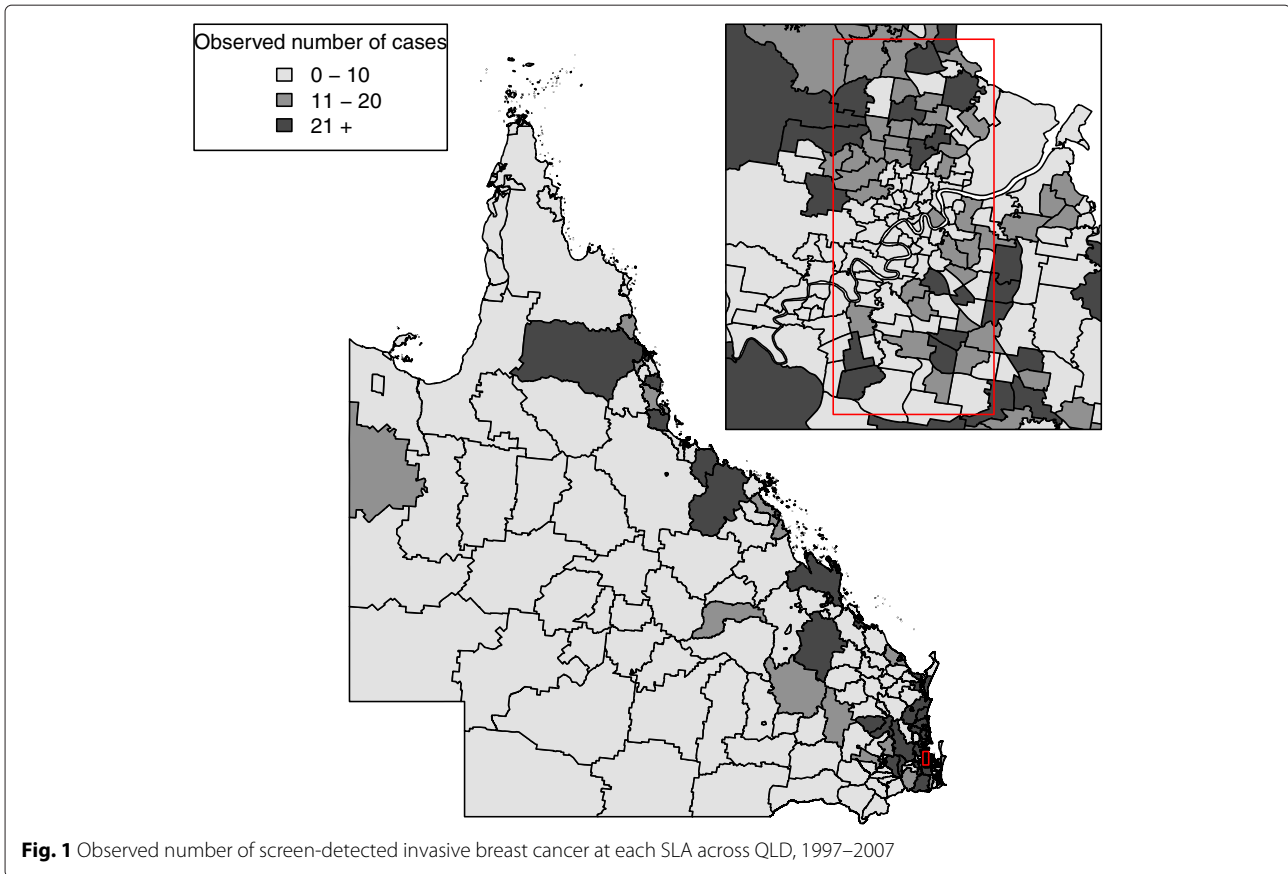 Observed number of cases
0 – 10
11 – 20
21 +
Fig. 1 Observed number of screen-detected invasive breast cancer at each SLA across QLD, 1997–2007